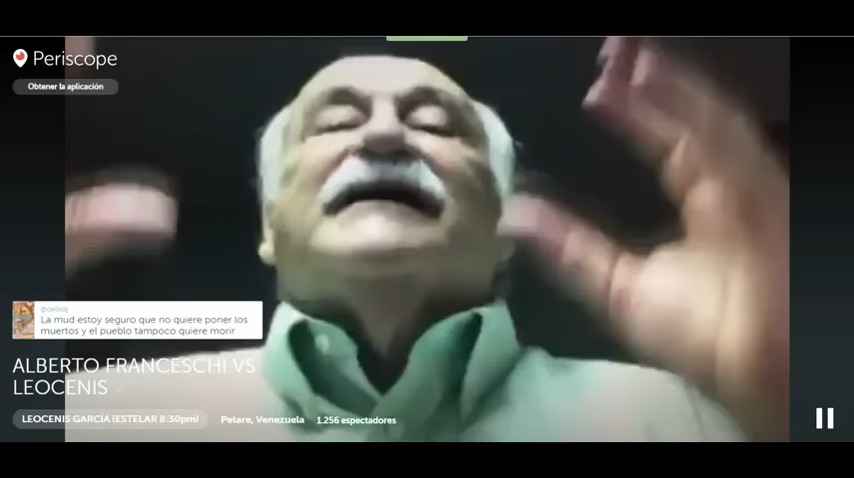 Periscope
Obtener la aplicación
La mud estoy seguro que no quiere poner los
muertos y el pueblo tampoco quiere morir
ALBERTO FRANCESCHI VS
LEOCENIS
LEOCENIS GARCÍA (ESTELAR 8:30pm)
Petare, Venezuela
1.256 espectadores